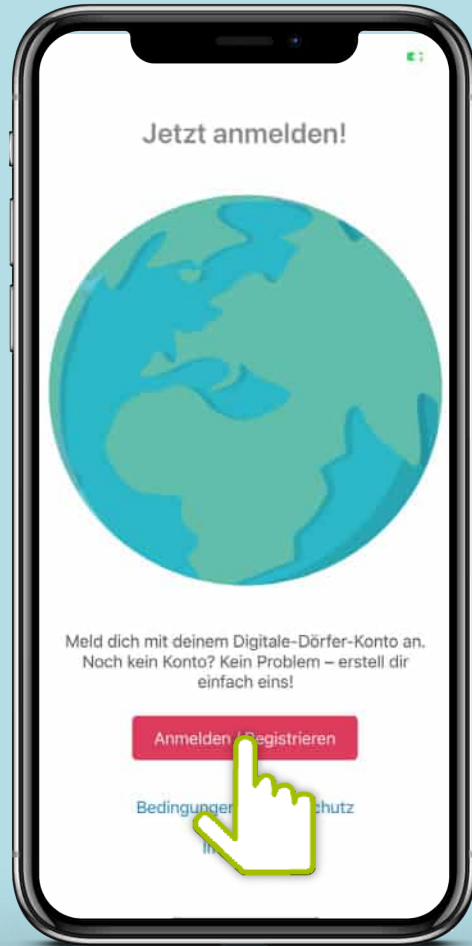 Jetzt anmelden!
Meld dich mit deinem Digitale-Dörfer-Konto an.
Noch kein Konto? Kein Problem – erstell dir
einfach eins!
Anmelden / Registrieren